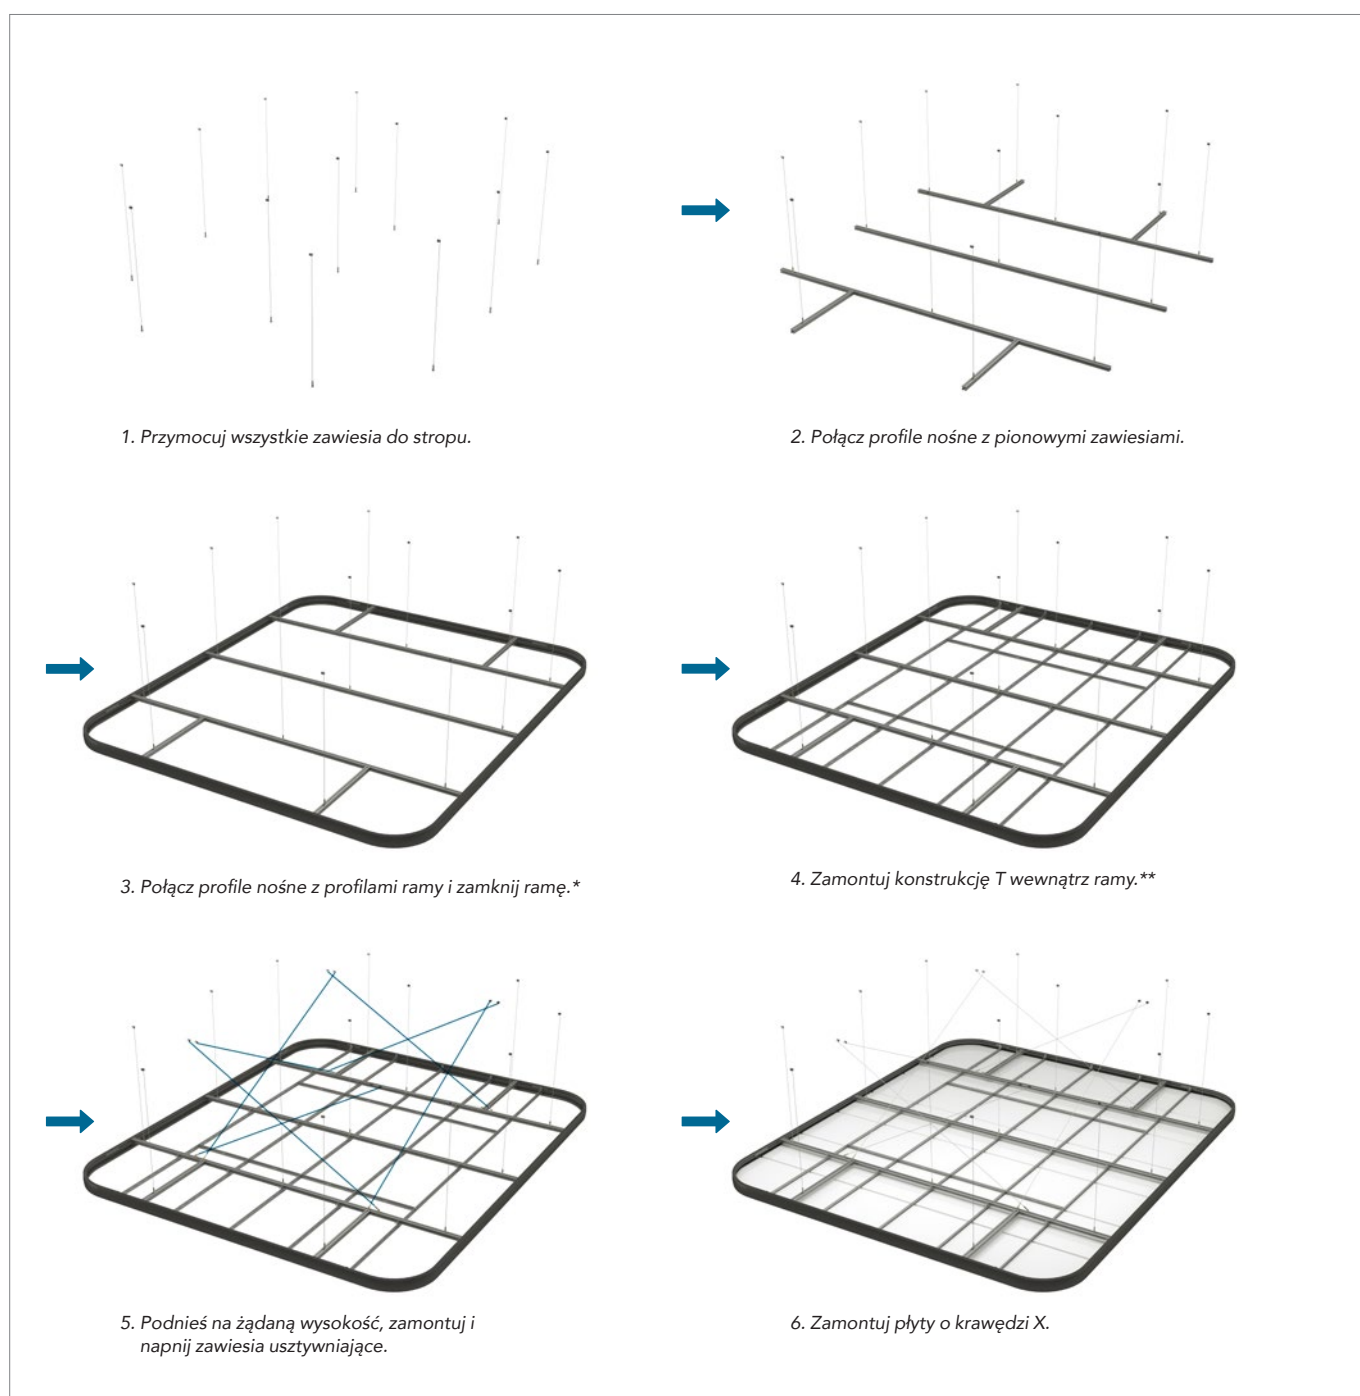 1. Przymocuj wszystkie zawiesia do stropu.
2. Połącz profile nośne z pionowymi zawiesiami.
3. Połącz profile nośne z profilami ramy i zamknij ramę.*
4. Zamontuj konstrukcję T wewnątrz ramy.**
5. Podnieś na żądaną wysokość, zamontuj i
napnij zawiesia usztywniające.
6. Zamontuj płyty o krawędzi X.